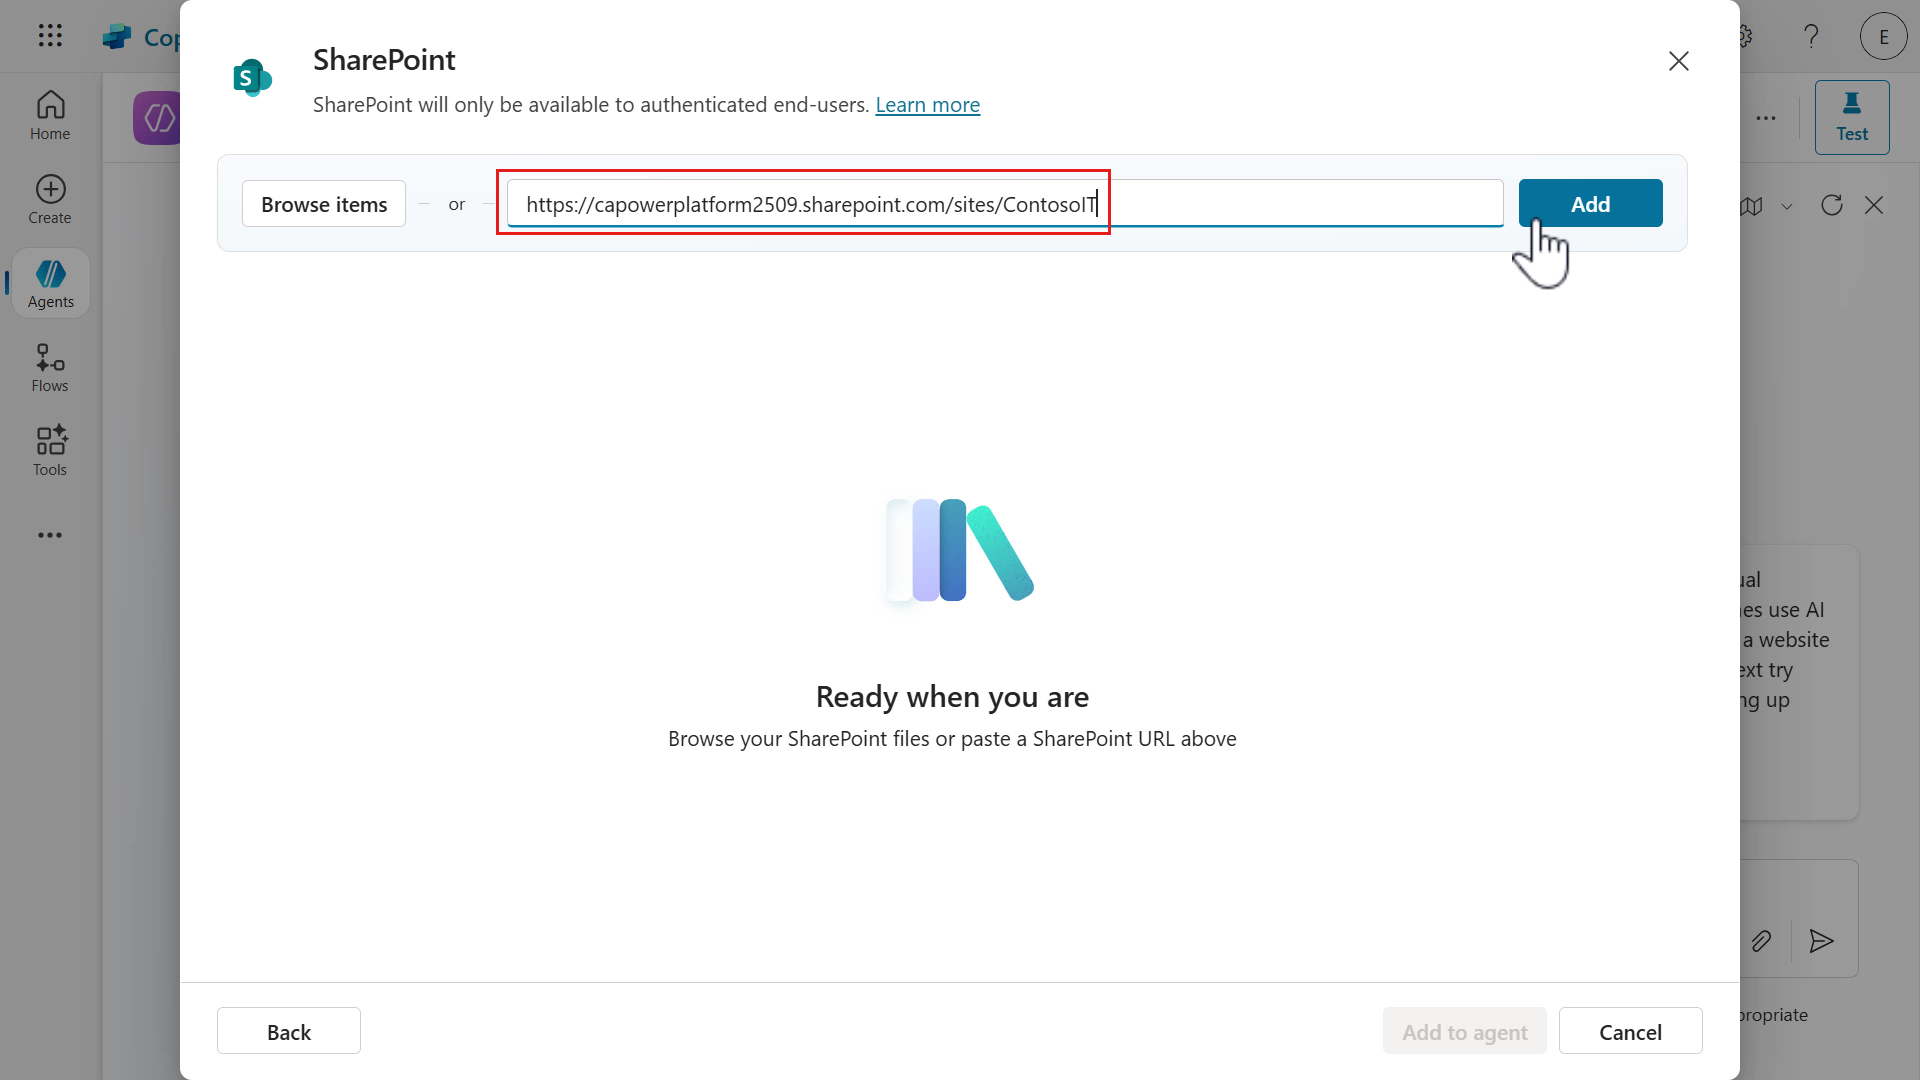 Cop
E
Home
Create
Agents
Flows
Tools
SharePoint
SharePoint will only be available to authenticated end-users. Learn more
Browse items
or
https://capowerplatform2509.sharepoint.com/sites/ContosoIT
Add
Test
Ready when you are
Browse your SharePoint files or paste a SharePoint URL above
ual
es use AI
a website
ext try
ng up
propriate
Back
Add to agent
Cancel